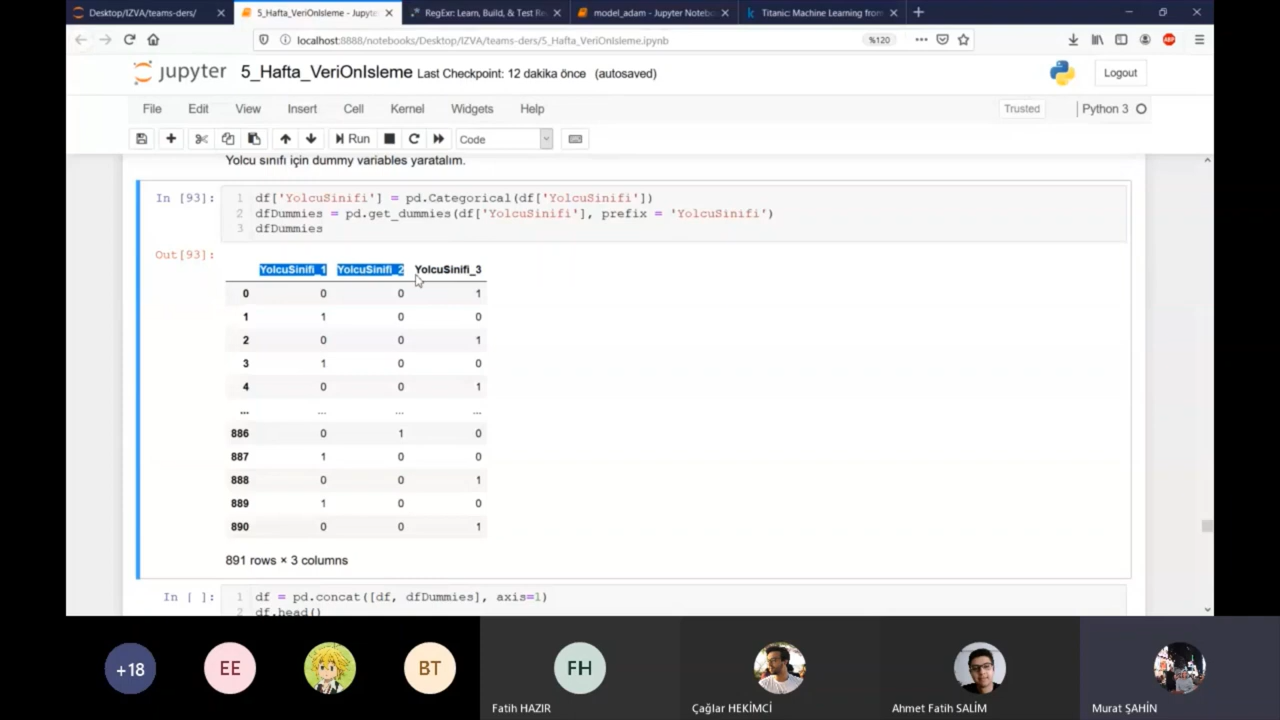 Desktop/IZVA/teams-ders/
5_Hafta_VeriOnIsleme - Jupyte
RegExr: Learn, Build, & Test Re
model_adam - Jupyter Notebo
Titanic: Machine Learning from
localhost:8888/notebooks/Desktop/IZVA/teams-ders/5_Hafta_VeriOnIsleme.ipynb
%120
ABP
jupyter 5_Hafta_VeriOnIsleme Last Checkpoint: 12 dakika önce (autosaved)
Logout
File Edit View Insert Cell Kernel Widgets Help
Trusted Python 3
Run Code
Yolcu sınıfı için dummy variables yaratalım.
In [93]: 1 df['YolcuSinifi'] = pd.Categorical(df['YolcuSinifi'])
2 dfDummies = pd.get_dummies(df['YolcuSinifi'], prefix = 'YolcuSinifi')
3 dfDummies
Out[93]:
YolcuSinifi_1 YolcuSinifi_2 YolcuSinifi_3
0 0 0 1
1 1 0 0
2 0 0 1
3 1 0 0
4 0 0 1
... ... ... ...
886 0 1 0
887 1 0 0
888 0 0 1
889 1 0 0
890 0 0 1
891 rows × 3 columns
In [ ]: 1 df = pd.concat([df, dfDummies], axis=1)
2 df.head()
+18
EE
BT
FH
Fatih HAZIR
Çağlar HEKİMCİ
Ahmet Fatih SALİM
Murat ŞAHİN